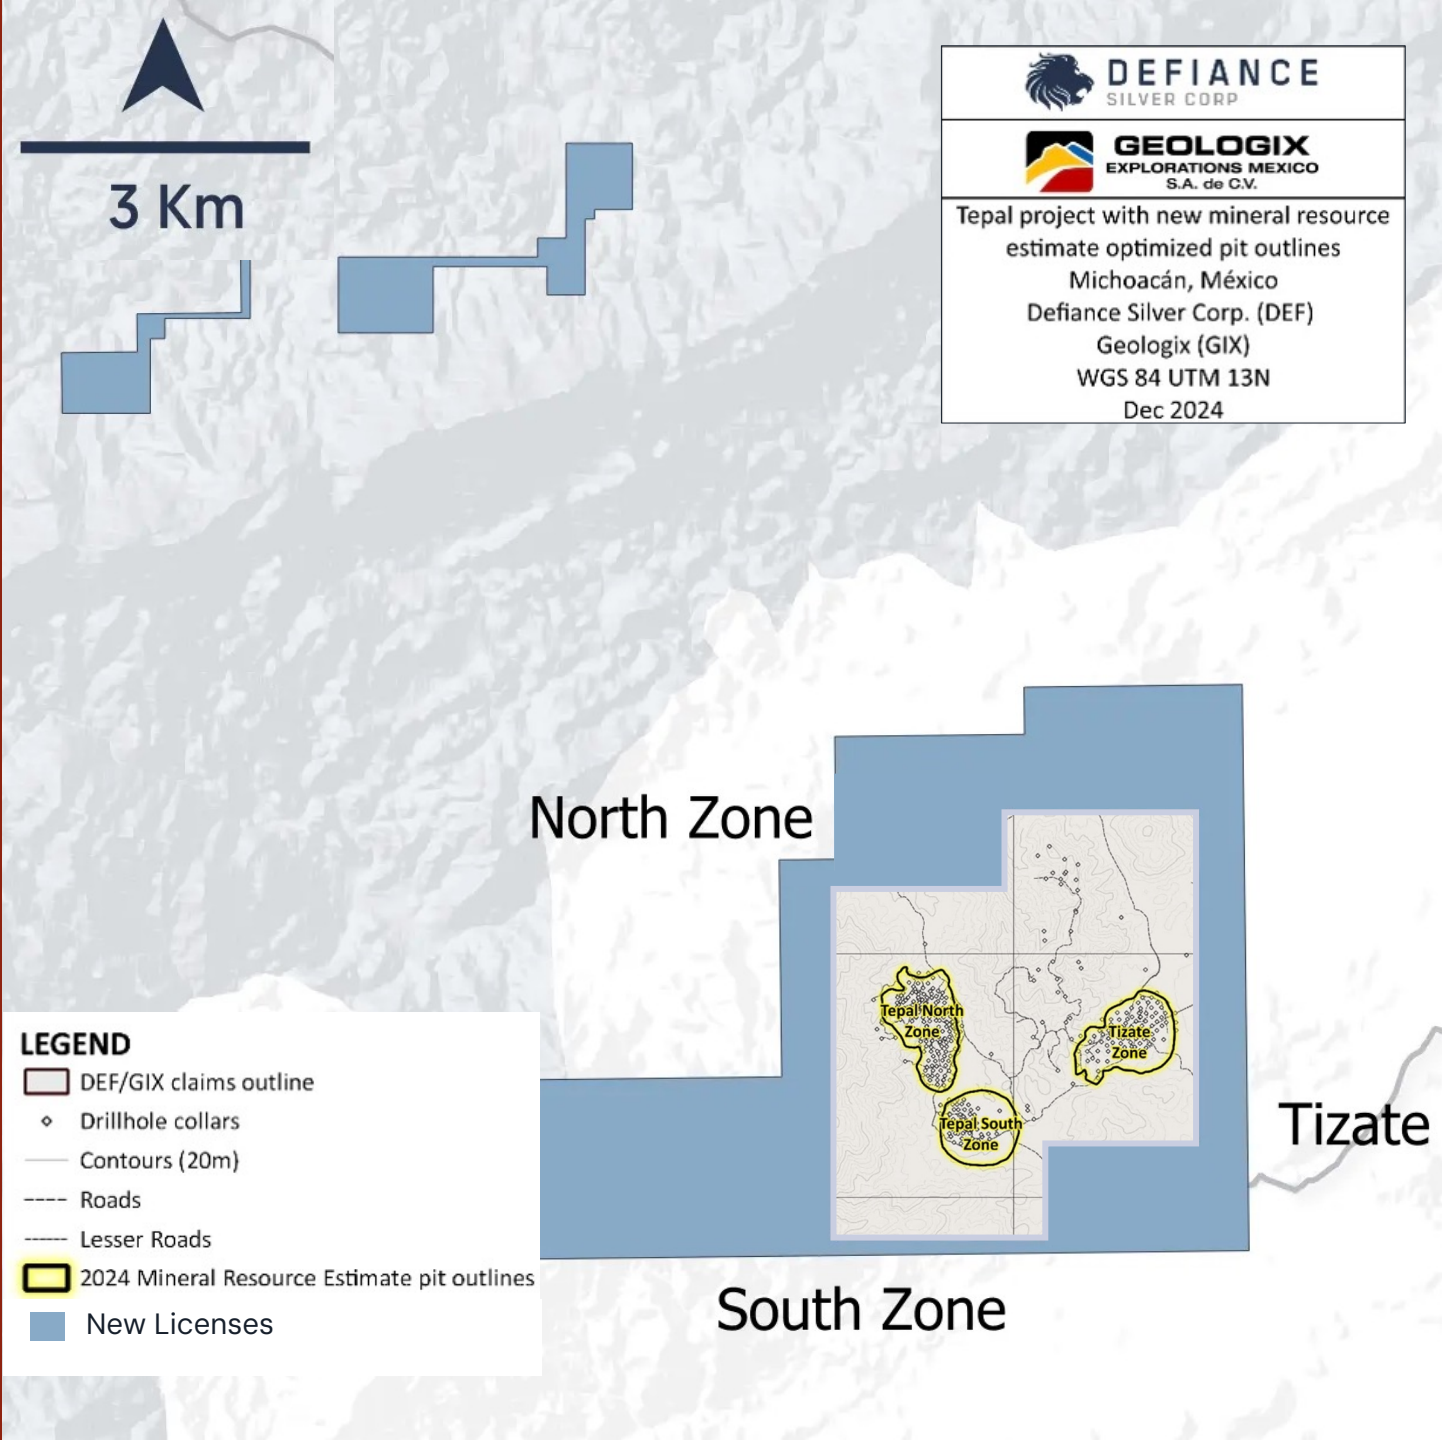 3 Km
DEFIANCE
SILVER CORP
GEOLOGIX
EXPLORATIONS MEXICO
S.A. de C.V.
Tepal project with new mineral resource
estimate optimized pit outlines
Michoacán, México
Defiance Silver Corp. (DEF)
Geologix (GIX)
WGS 84 UTM 13N
Dec 2024
North Zone
Tepal North
Zone
Tizate
Zone
Tepal South
Zone
Tizate
South Zone
LEGEND
DEF/GIX claims outline
Drillhole collars
Contours (20m)
Roads
Lesser Roads
2024 Mineral Resource Estimate pit outlines
New Licenses